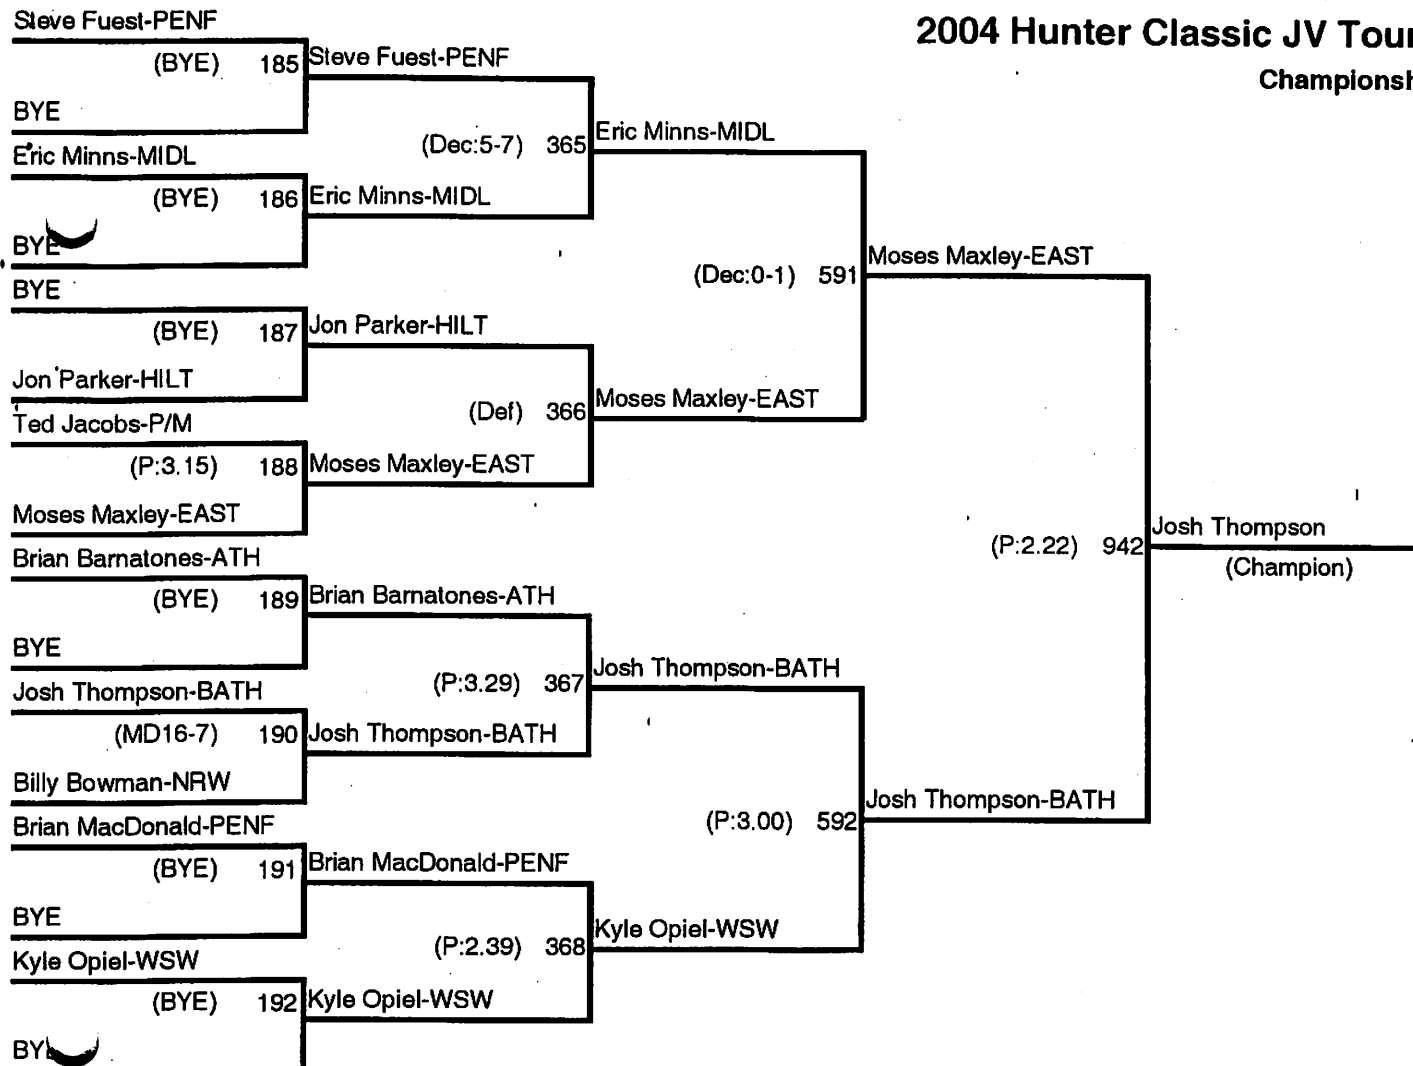 2004 Hunter Classic JV Tour
Championsh
Steve Fuest-PENF
(BYE) 185
BYE
Eric Minns-MIDL
(BYE) 186
BYE
BYE
(BYE) 187
Jon Parker-HILT
Ted Jacobs-P/M
(P:3.15) 188
Moses Maxley-EAST
Brian Barnatones-ATH
(BYE) 189
BYE
Josh Thompson-BATH
(MD16-7) 190
Billy Bowman-NRW
Brian MacDonald-PENF
(BYE) 191
BYE
Kyle Opiel-WSW
(BYE) 192
BYE
Steve Fuest-PENF
(Dec:5-7) 365
Eric Minns-MIDL
Jon Parker-HILT
(Def) 366
Moses Maxley-EAST
Brian Barnatones-ATH
(P:3.29) 367
Josh Thompson-BATH
Brian MacDonald-PENF
(P:2.39) 368
Kyle Opiel-WSW
Eric Minns-MIDL
(Dec:0-1) 591
Moses Maxley-EAST
Josh Thompson-BATH
(P:3.00) 592
Kyle Opiel-WSW
Moses Maxley-EAST
(P:2.22) 942
Josh Thompson-BATH
Josh Thompson
(Champion)